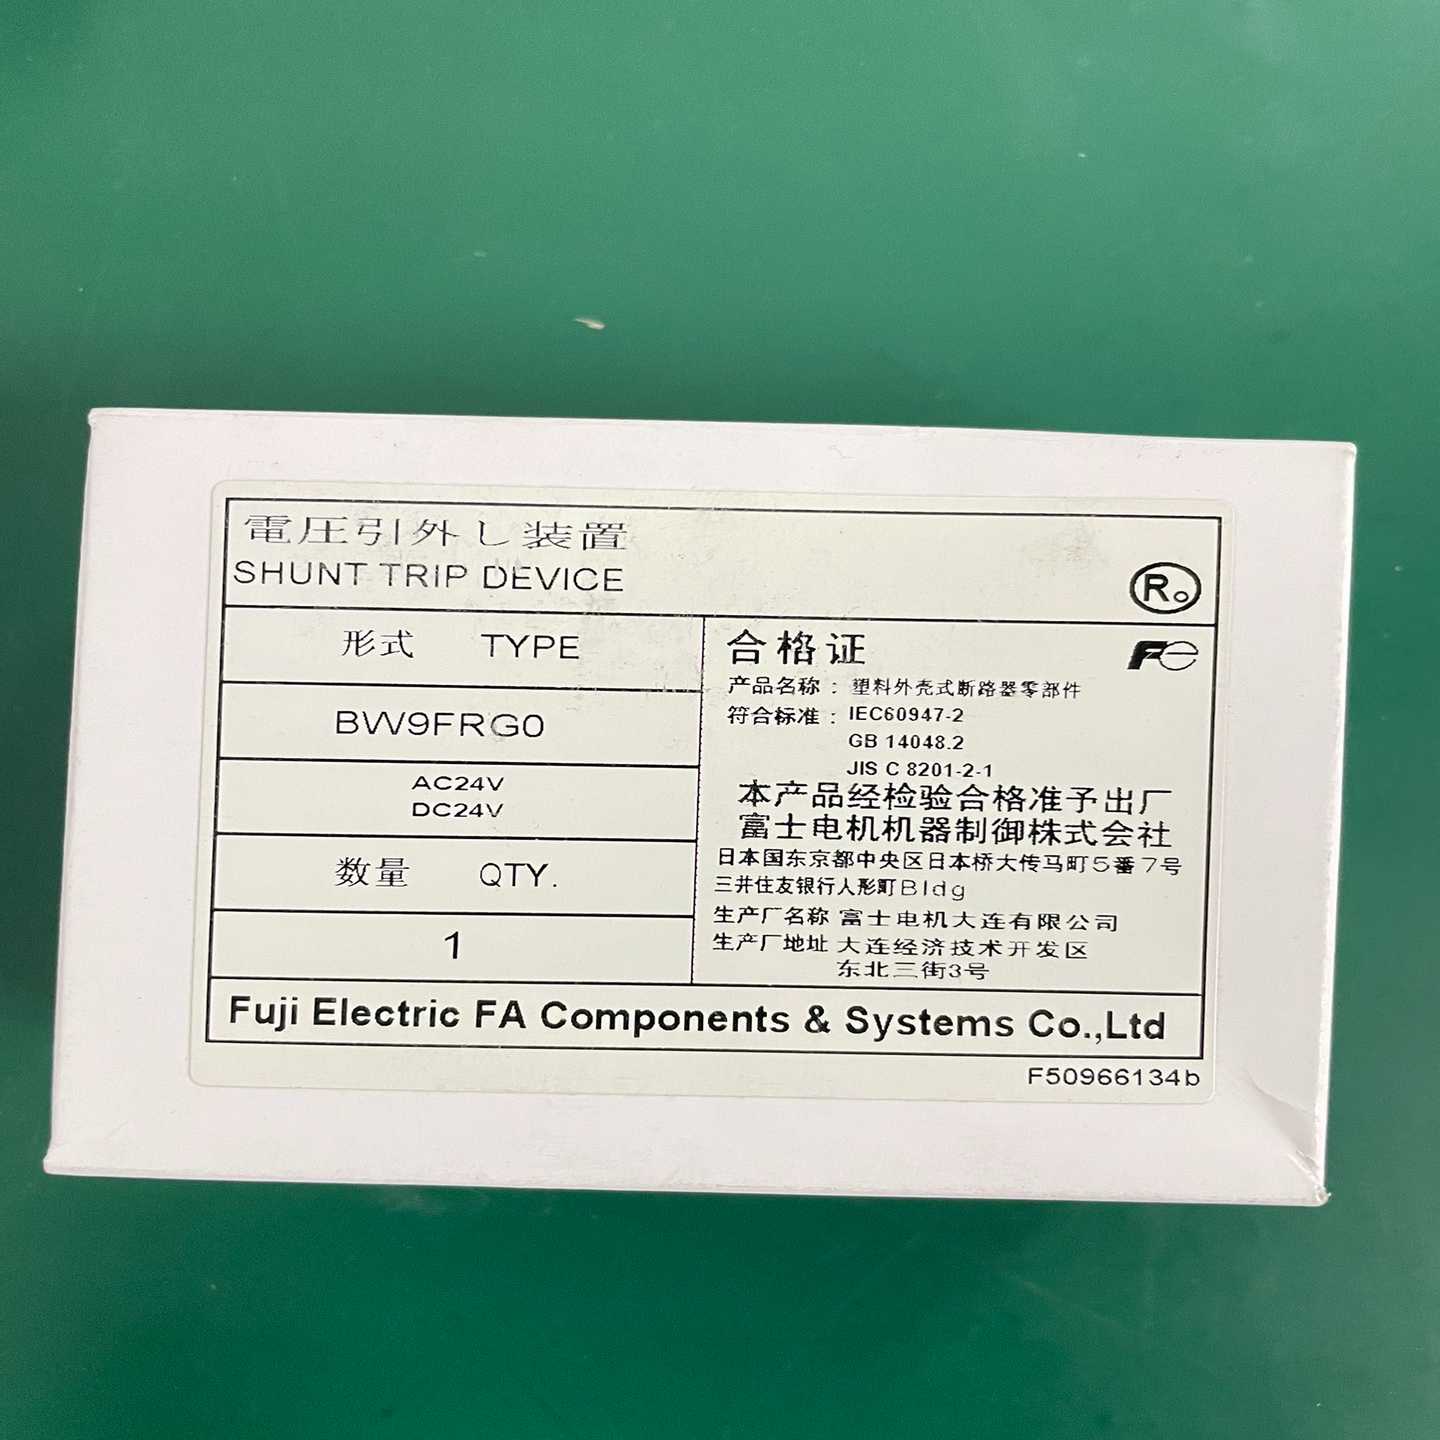 電圧引外し装置
SHUNT TRIP DEVICE
Ro
形式 TYPE
BW9FRG0
AC24V
DC24V
数量 QTY.
1
合格证
Fe
产品名称：塑料外壳式断路器零部件
符合标准：IEC60947-2
GB 14048.2
JIS C 8201-2-1
本产品经检验合格准予出厂
富士电机机器制御株式会社
日本国东京都中央区日本桥大传马町5番7号
三井住友银行人形町Bldg
生产厂名称 富士电机大连有限公司
生产厂地址 大连经济技术开发区
东北三街3号
Fuji Electric FA Components & Systems Co.,Ltd
F50966134b